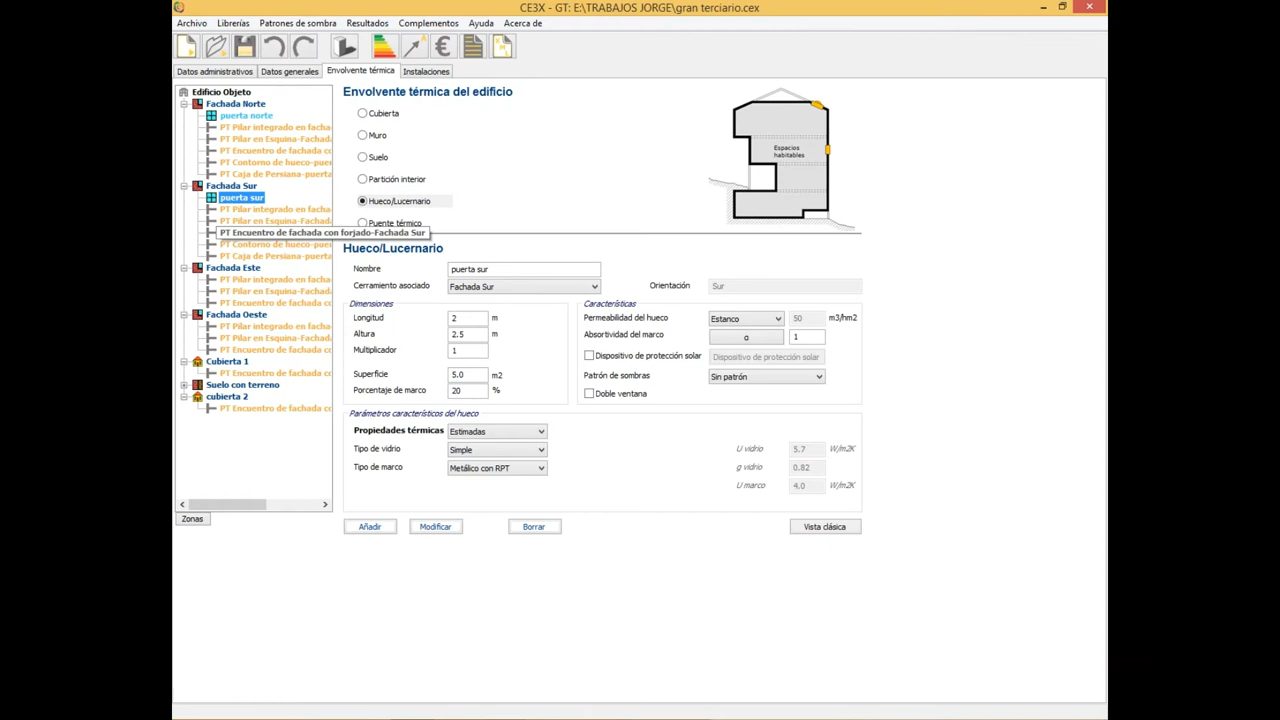 CE3X - GT: E:\TRABAJOS JORGE\gran terciario.cex
Archivo Librerías Patrones de sombra Resultados Complementos Ayuda Acerca de
Datos administrativos Datos generales Envolvente térmica Instalaciones
Edificio Objeto
Fachada Norte
puerta norte
PT Pilar integrado en facha
PT Pilar en Esquina-Fachada
PT Encuentro de fachada co
PT Contorno de hueco-puer
PT Caja de Persiana-puerta
Fachada Sur
puerta sur
PT Pilar integrado en facha
PT Pilar en Esquina-Fachada
PT Encuentro de fachada con forjado-Fachada Sur
PT Contorno de hueco-puer
PT Caja de Persiana-puerta
Fachada Este
PT Pilar integrado en facha
PT Pilar en Esquina-Fachada
PT Encuentro de fachada co
Fachada Oeste
PT Pilar integrado en facha
PT Pilar en Esquina-Fachada
PT Encuentro de fachada co
Cubierta 1
PT Encuentro de fachada co
Suelo con terreno
cubierta 2
PT Encuentro de fachada co
Zonas
Envolvente térmica del edificio
Cubierta
Muro
Suelo
Partición interior
Hueco/Lucernario
Puente térmico
Espacios
habitables
Hueco/Lucernario
Nombre puerta sur
Cerramiento asociado Fachada Sur Orientación Sur
Dimensiones
Longitud 2 m
Altura 2.5 m
Multiplicador 1
Superficie 5.0 m2
Porcentaje de marco 20 %
Características
Permeabilidad del hueco Estanco 50 m3/hm2
Absortividad del marco α 1
Dispositivo de protección solar Dispositivo de protección solar
Patrón de sombras Sin patrón
Doble ventana
Parámetros característicos del hueco
Propiedades térmicas Estimadas
Tipo de vidrio Simple U vidrio 5.7 W/m2K
g vidrio 0.82
Tipo de marco Metálico con RPT U marco 4.0 W/m2K
Añadir Modificar Borrar Vista clásica